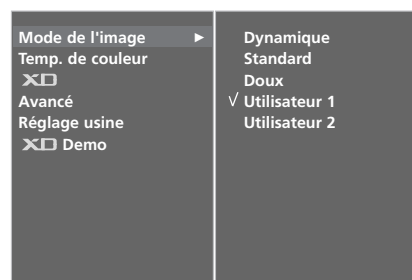 Mode de l'image ►
Temp. de couleur
XD
Avancé
Réglage usine
XD Demo
Dynamique
Standard
Doux
√ Utilisateur 1
Utilisateur 2